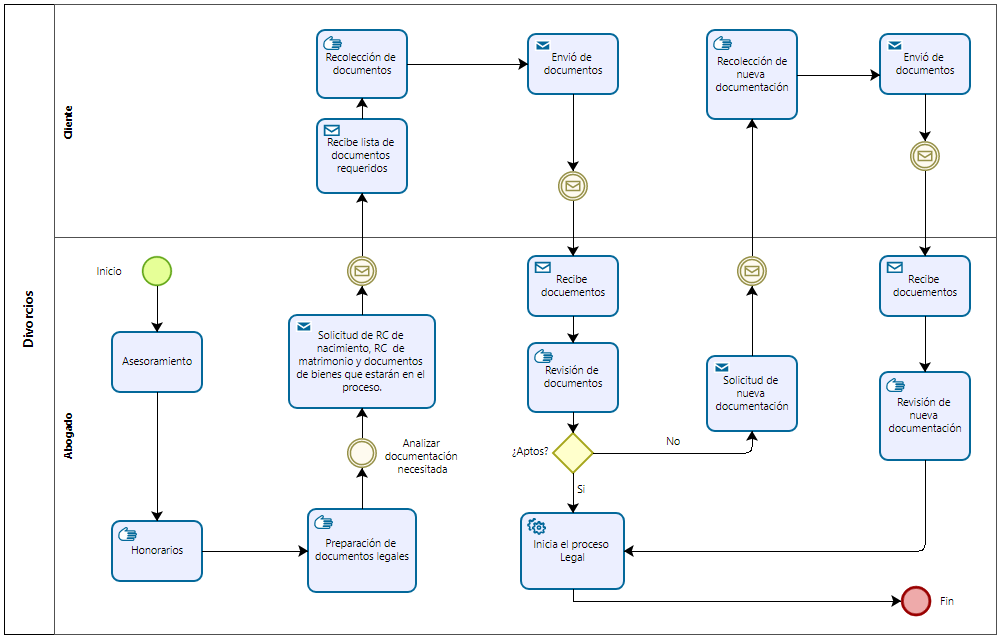 Divorcios
Cliente
Recolección de
documentos
Envió de
documentos
Recolección de
nueva
documentación
Envió de
documentos
Recibe lista de
documentos
requeridos
Abogado
Inicio
Asesoramiento
Honorarios
Solicitud de RC de
nacimiento, RC de
matrimonio y documentos
de bienes que estarán en el
proceso.
Analizar
documentación
necesitada
Preparación de
documentos legales
Recibe
docuementos
Revisión de
documentos
¿Aptos?
No
Si
Inicia el proceso
Legal
Solicitud de
nueva
documentación
Recibe
docuementos
Revisión de
nueva
documentación
Fin